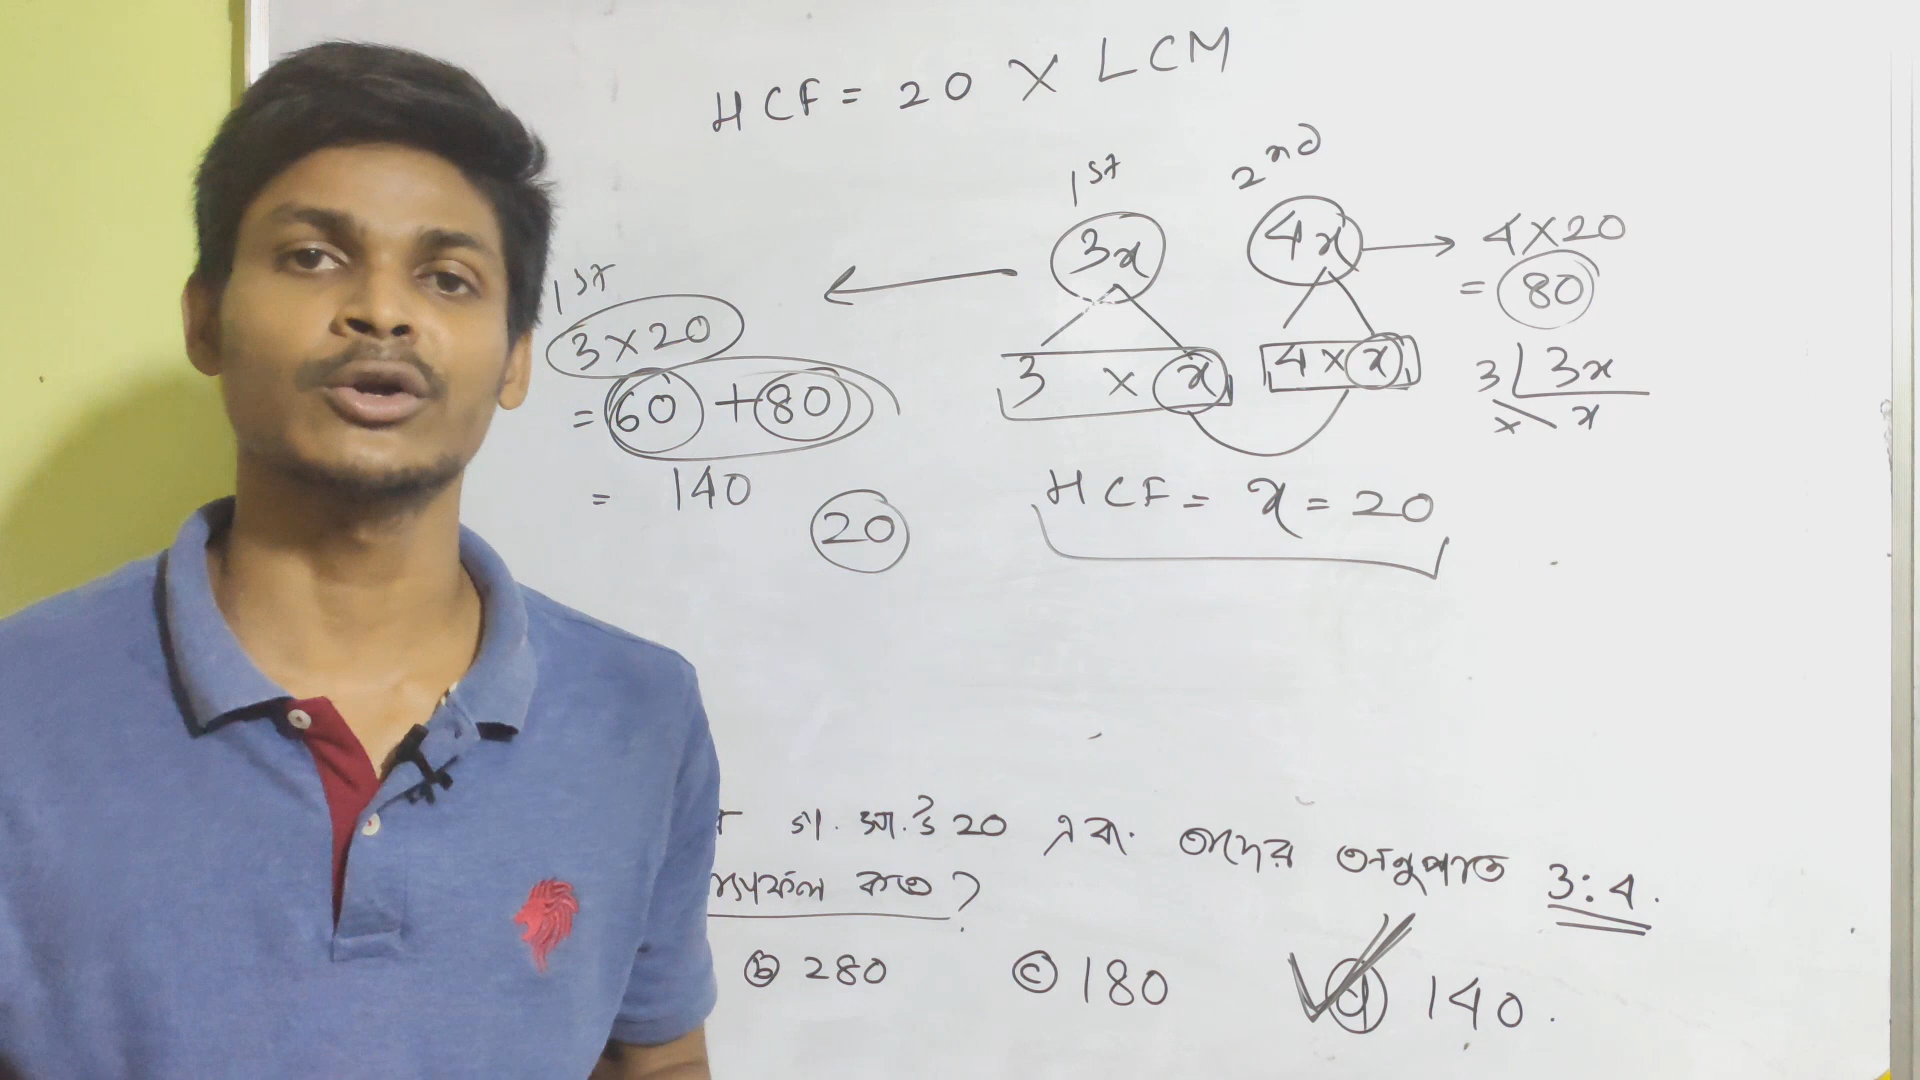 HCF = 20 X LCM
1st 2nd
3x 4x → 4X20
= 80
1st
3x20
3 × x 4×x
3 3x
× x
= 60 + 80
= 140
20
HCF = x = 20
গ. সা. ই 20 এবং তাদের অনুপাত 3:4.
কত?
b 280 c 180 d 140.